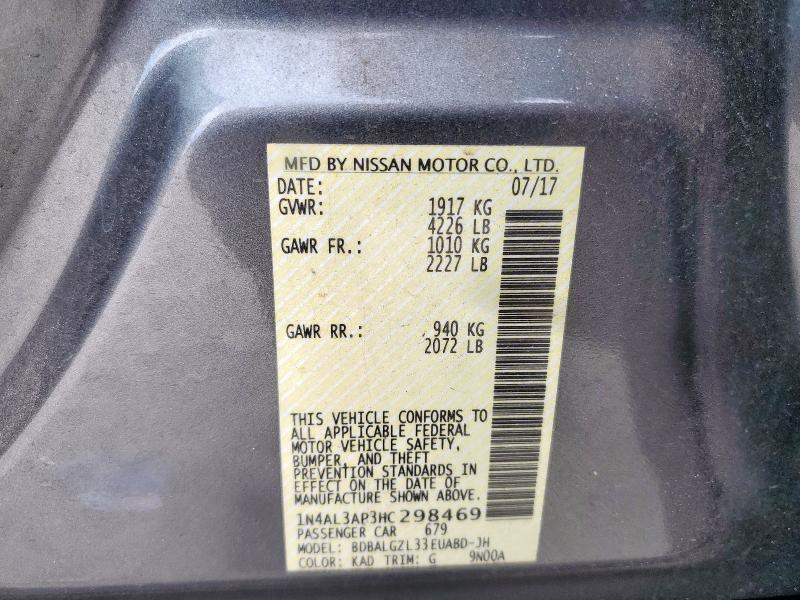 MFD BY NISSAN MOTOR CO., LTD.
DATE: 07/17
GVWR: 1917 KG
4226 LB
GAWR FR.: 1010 KG
2227 LB
GAWR RR.: 940 KG
2072 LB
THIS VEHICLE CONFORMS TO
ALL APPLICABLE FEDERAL
MOTOR VEHICLE SAFETY,
BUMPER, AND THEFT
PREVENTION STANDARDS IN
EFFECT ON THE DATE OF
MANUFACTURE SHOWN ABOVE.
1N4AL3AP3HC298469
PASSENGER CAR 679
MODEL: BDBALGZL33EUABD-JH
COLOR: KAD TRIM: G 9N00A